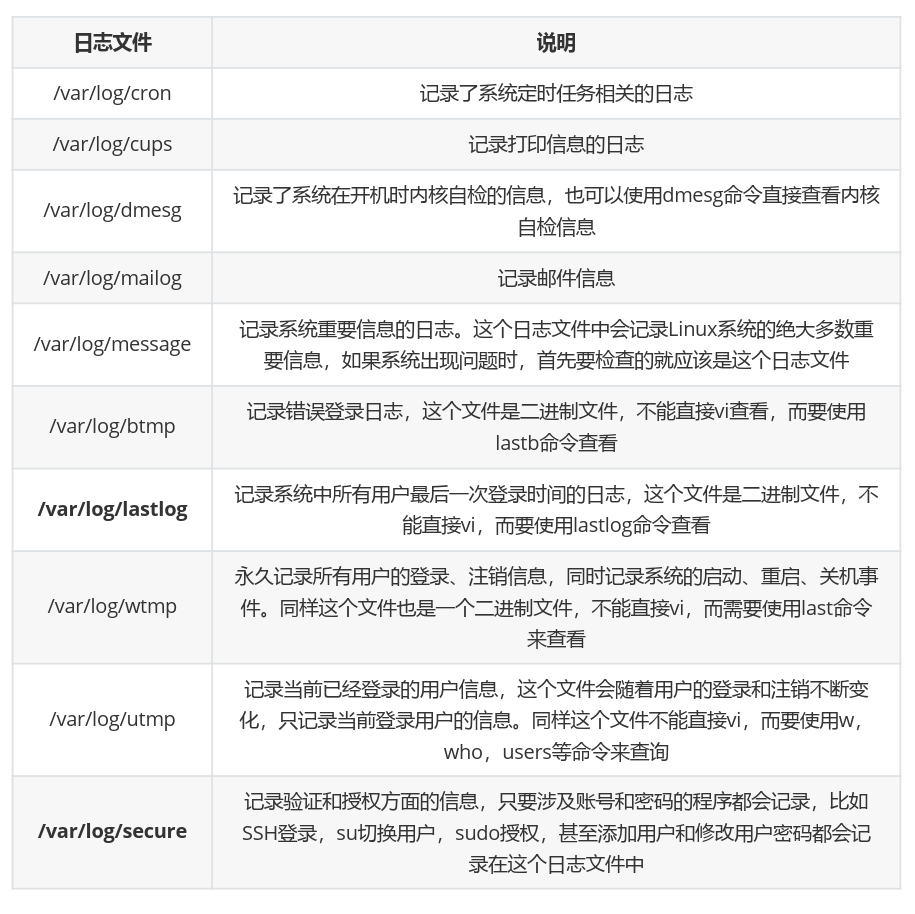 日志文件
说明
/var/log/cron
记录了系统定时任务相关的日志
/var/log/cups
记录打印信息的日志
/var/log/dmesg
记录了系统在开机时内核自检的信息，也可以使用dmesg命令直接查看内核
自检信息
/var/log/mailog
记录邮件信息
/var/log/message
记录系统重要信息的日志。这个日志文件中会记录Linux系统的绝大多数重
要信息，如果系统出现问题时，首先要检查的就应该是这个日志文件
/var/log/btmp
记录错误登录日志，这个文件是二进制文件，不能直接vi查看，而要使用
lastb命令查看
/var/log/lastlog
记录系统中所有用户最后一次登录时间的日志，这个文件是二进制文件，不
能直接vi，而要使用lastlog命令查看
/var/log/wtmp
永久记录所有用户的登录、注销信息，同时记录系统的启动、重启、关机事
件。同样这个文件也是一个二进制文件，不能直接vi，而需要使用last命令
来查看
/var/log/utmp
记录当前已经登录的用户信息，这个文件会随着用户的登录和注销不断变
化，只记录当前登录用户的信息。同样这个文件不能直接vi，而要使用w，
who，users等命令来查询
/var/log/secure
记录验证和授权方面的信息，只要涉及账号和密码的程序都会记录，比如
SSH登录，su切换用户，sudo授权，甚至添加用户和修改用户密码都会记
录在这个日志文件中